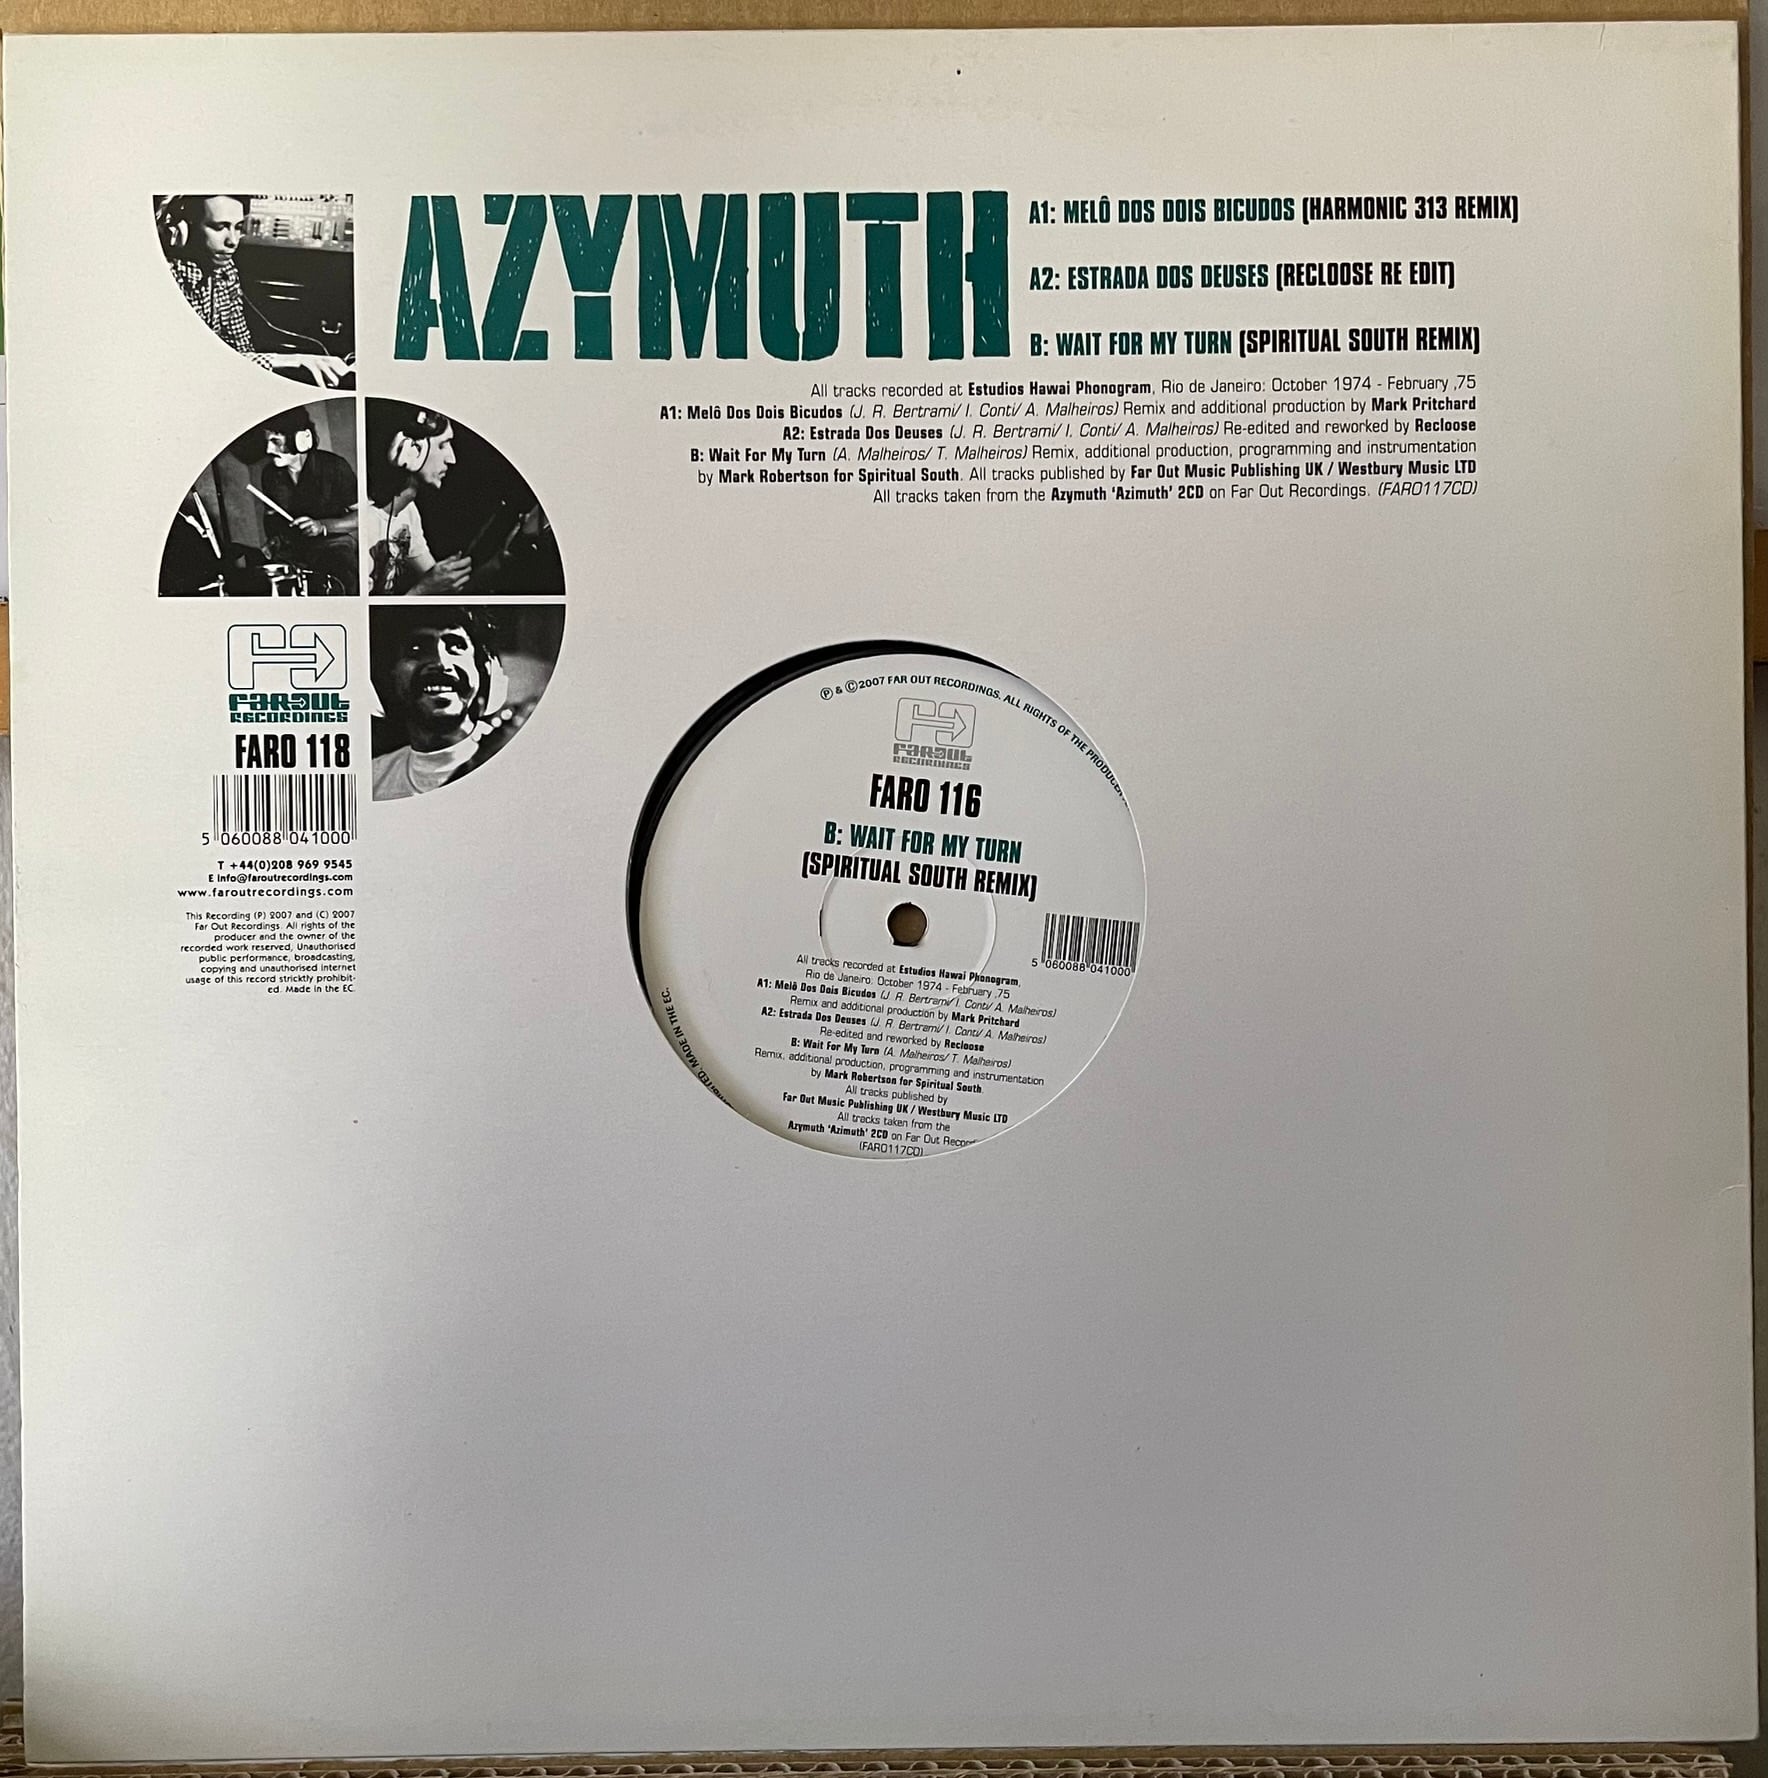 AZYMUTH
A1: MELÔ DOS DOIS BICUDOS (HARMONIC 313 REMIX)
A2: ESTRADA DOS DEUSES (RECLOOSE RE EDIT)
B: WAIT FOR MY TURN (SPIRITUAL SOUTH REMIX)
All tracks recorded at Estudios Hawai Phonogram, Rio de Janeiro: October 1974 - February ,75
A1: Melô Dos Dois Bicudos (J. R. Bertrami/ I. Conti/ A. Malheiros) Remix and additional production by Mark Pritchard
A2: Estrada Dos Deuses (J. R. Bertrami/ I. Conti/ A. Malheiros) Re-edited and reworked by Recloose
B: Wait For My Turn (A. Malheiros/ T. Malheiros) Remix, additional production, programming and instrumentation
by Mark Robertson for Spiritual South. All tracks published by Far Out Music Publishing UK / Westbury Music LTD
All tracks taken from the Azymuth 'Azimuth' 2CD on Far Out Recordings. (FARO117CD)
FAROUT
RECORDINGS
FARO 118
5 060088 041000
T +44(0)208 969 9545
E info@faroutrecordings.com
www.faroutrecordings.com
This Recording (P) 2007 and (C) 2007
Far Out Recordings. All rights of the
producer and the owner of the
recorded work reserved, Unauthorised
public performance, broadcasting,
copying and unauthorised internet
usage of this record stricktly prohibit-
ed. Made in the EC.
Ⓟ & ©2007 FAR OUT RECORDINGS. ALL RIGHTS OF THE PRODUCER
FAROUT
RECORDINGS
FARO 116
B: WAIT FOR MY TURN
(SPIRITUAL SOUTH REMIX)
5 060088 041000
All tracks recorded at Estudios Hawai Phonogram,
Rio de Janeiro: October 1974 - February ,75
A1: Melô Dos Dois Bicudos (J. R. Bertrami/ I. Conti/ A. Malheiros)
Remix and additional production by Mark Pritchard
A2: Estrada Dos Deuses (J. R. Bertrami/ I. Conti/ A. Malheiros)
Re-edited and reworked by Recloose
B: Wait For My Turn (A. Malheiros/ T. Malheiros)
Remix, additional production, programming and instrumentation
by Mark Robertson for Spiritual South.
All tracks published by
Far Out Music Publishing UK / Westbury Music LTD
All tracks taken from the
Azymuth 'Azimuth' 2CD on Far Out
(FARO117CD)
MADE IN THE EC.